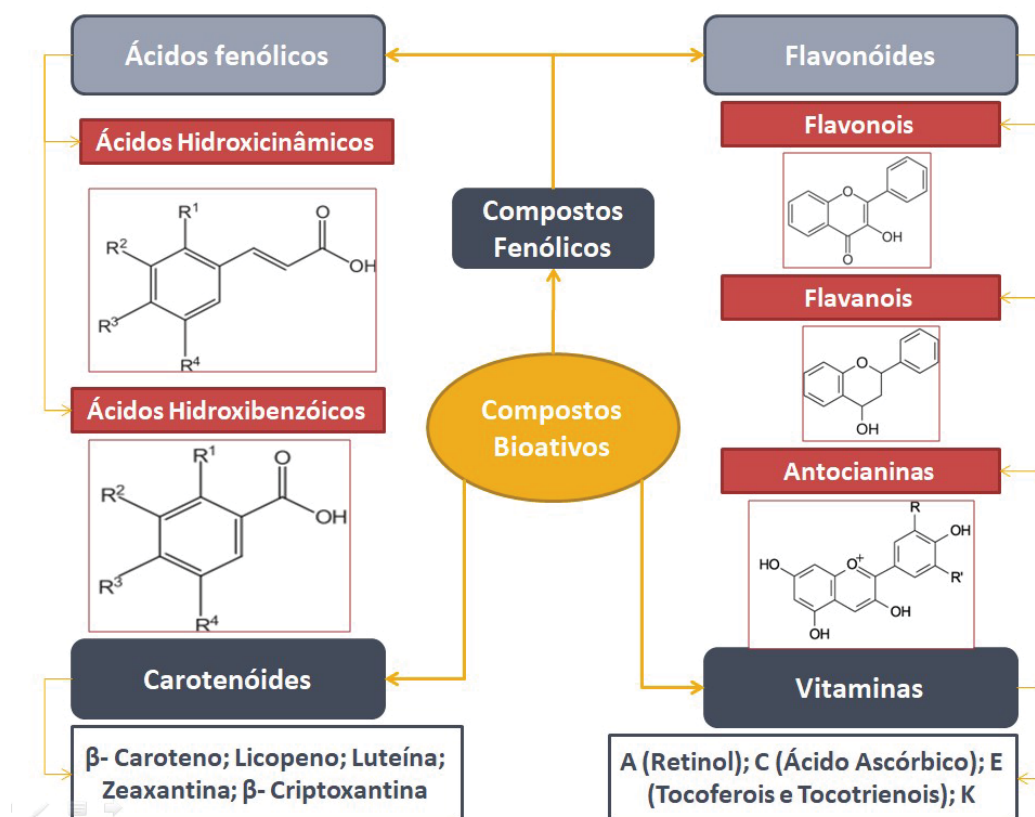 Ácidos fenólicos
Flavonóides
Ácidos Hidroxicinâmicos
R¹
R²
R³
R⁴
O
OH
Ácidos Hidroxibenzóicos
R¹
R²
R³
R⁴
O
OH
Compostos
Fenólicos
Compostos
Bioativos
Flavonois
O
OH
O
Flavanois
O
OH
Antocianinas
R
OH
HO
O+
R'
OH
OH
Carotenóides
β- Caroteno; Licopeno; Luteína;
Zeaxantina; β- Criptoxantina
Vitaminas
A (Retinol); C (Ácido Ascórbico); E
(Tocoferois e Tocotrienois); K